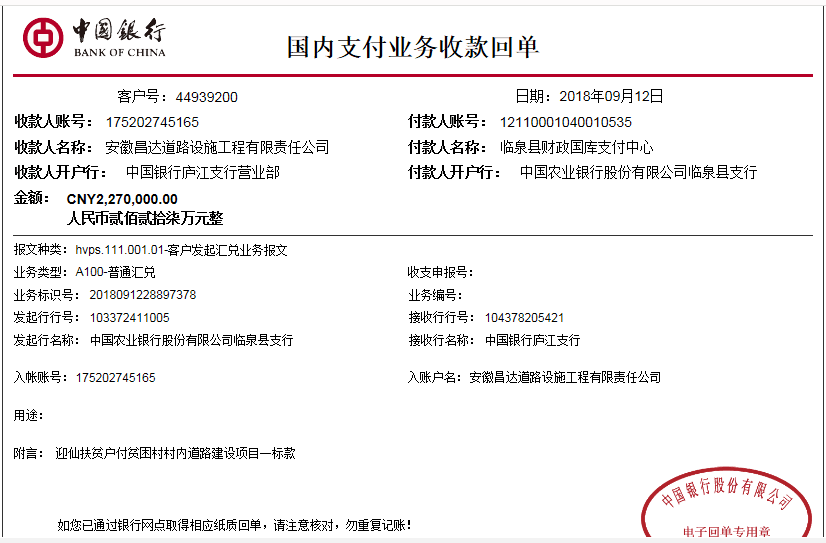 中国银行
BANK OF CHINA
国内支付业务收款回单
客户号：44939200 日期：2018年09月12日
收款人账号：175202745165 付款人账号：12110001040010535
收款人名称：安徽昌达道路设施工程有限责任公司 付款人名称：临泉县财政国库支付中心
收款人开户行：中国银行庐江支行营业部 付款人开户行：中国农业银行股份有限公司临泉县支行
金额：CNY2,270,000.00
人民币贰佰贰拾柒万元整
报文种类：hvps.111.001.01-客户发起汇兑业务报文
业务类型：A100-普通汇兑 收支申报号：
业务标识号：2018091228897378 业务编号：
发起行行号：103372411005 接收行行号：104378205421
发起行名称：中国农业银行股份有限公司临泉县支行 接收行名称：中国银行庐江支行
入帐账号：175202745165 入账户名：安徽昌达道路设施工程有限责任公司
用途：
附言：迎仙扶贫户付贫困村村内道路建设项目一标款
中国银行股份有限公司
电子回单专用章
如您已通过银行网点取得相应纸质回单，请注意核对，勿重复记账！